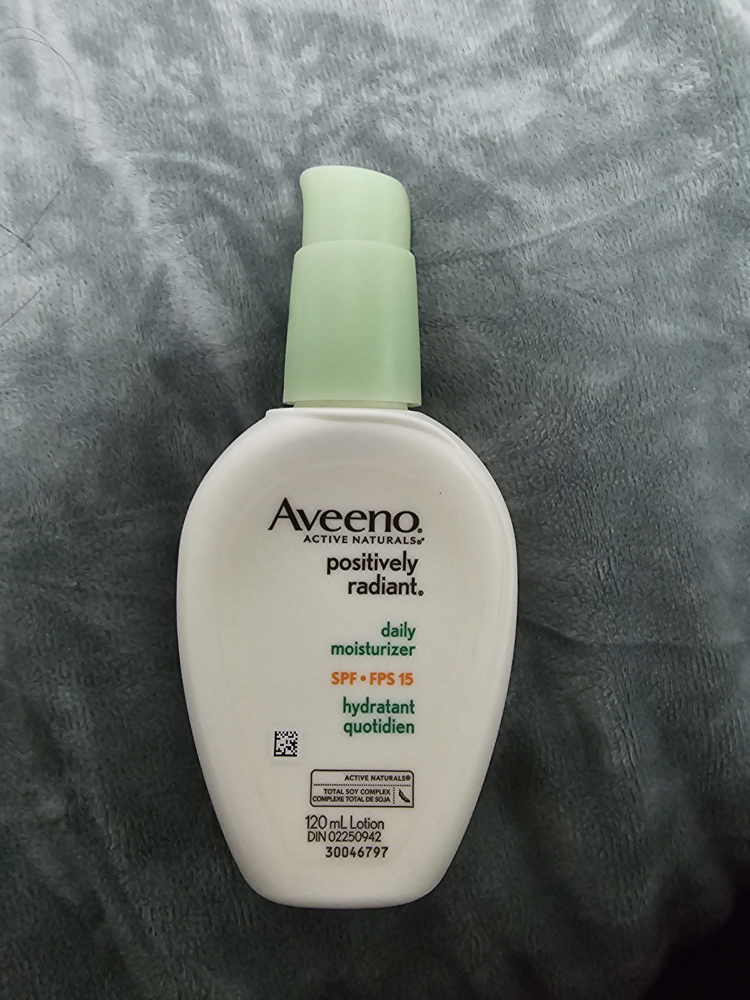 Aveeno®
ACTIVE NATURALS®
positively
radiant®
daily
moisturizer
SPF • FPS 15
hydratant
quotidien
ACTIVE NATURALS®
TOTAL SOY COMPLEX
COMPLEXE TOTAL DE SOJA
120 mL Lotion
DIN 02250942
30046797